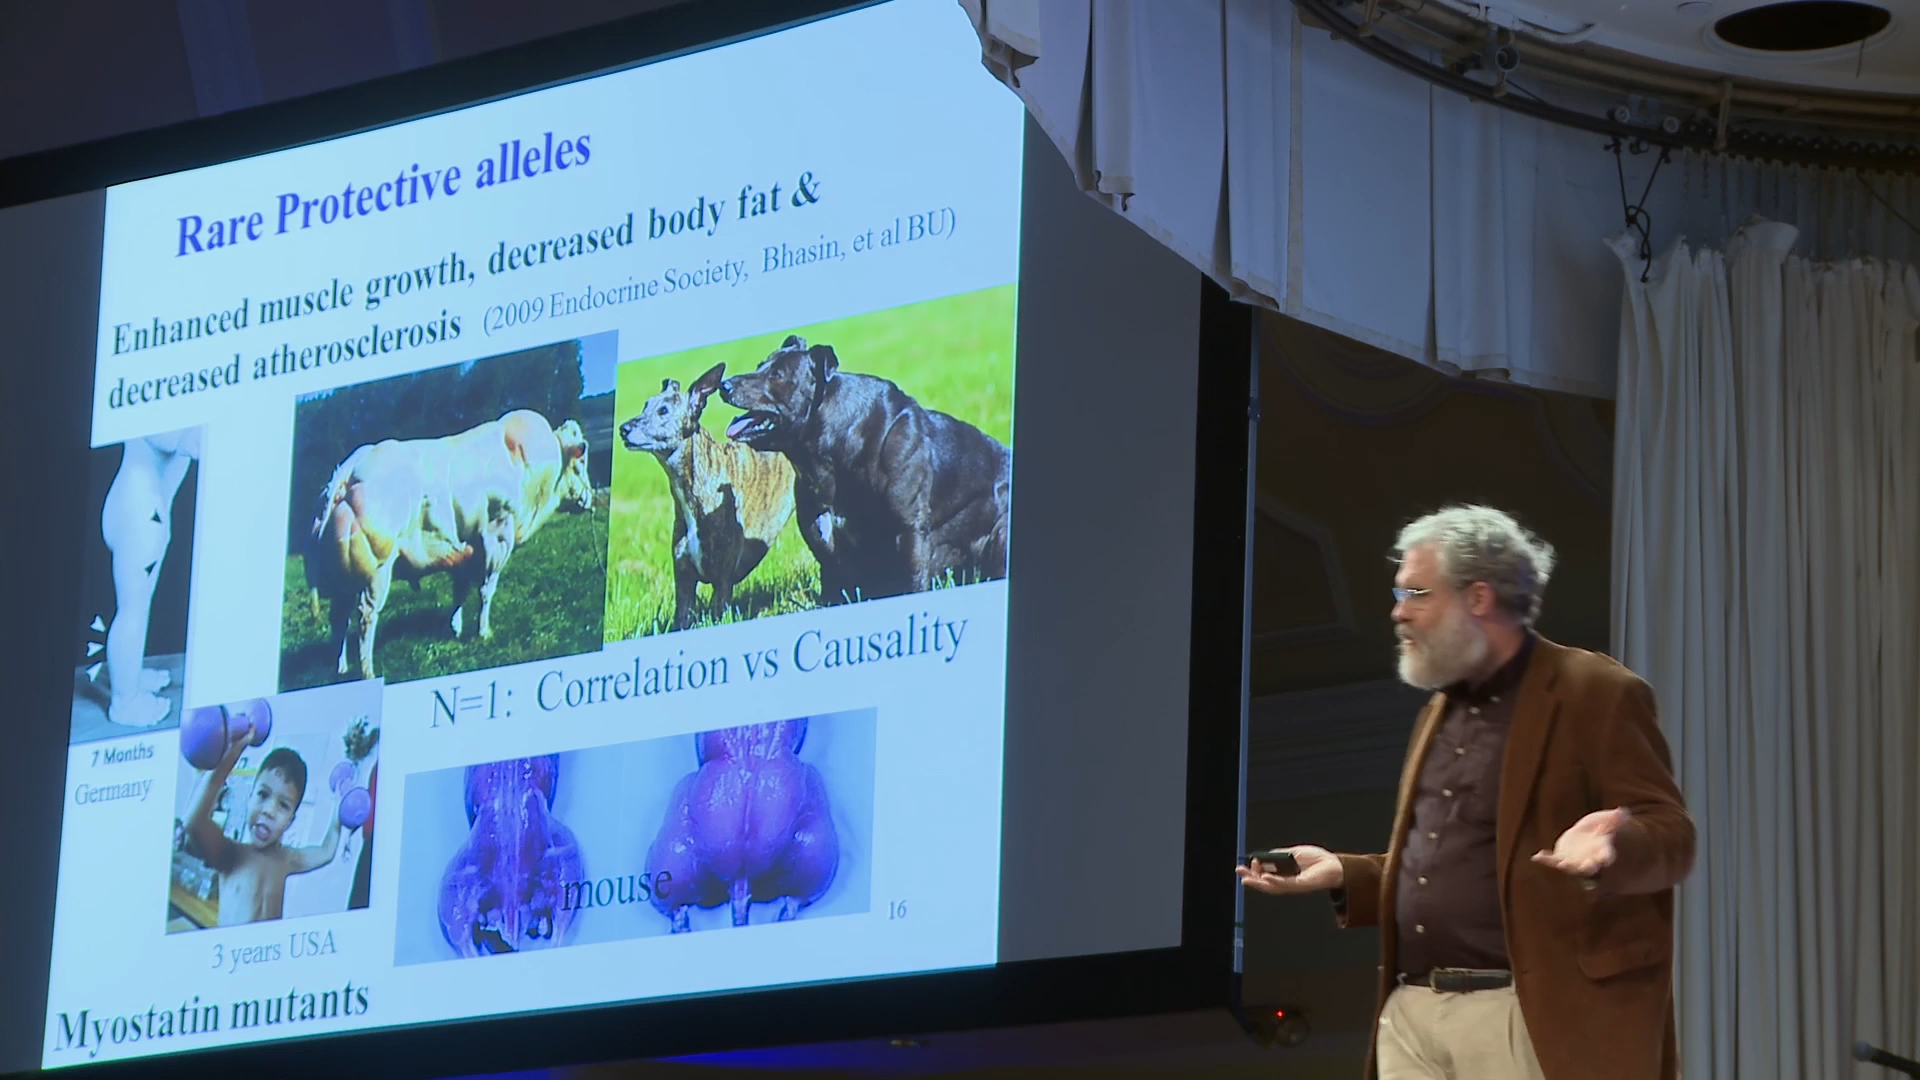 Rare Protective alleles
Enhanced muscle growth, decreased body fat &
decreased atherosclerosis (2009 Endocrine Society, Bhasin, et al BU)
N=1: Correlation vs Causality
7 Months
Germany
mouse
16
3 years USA
Myostatin mutants